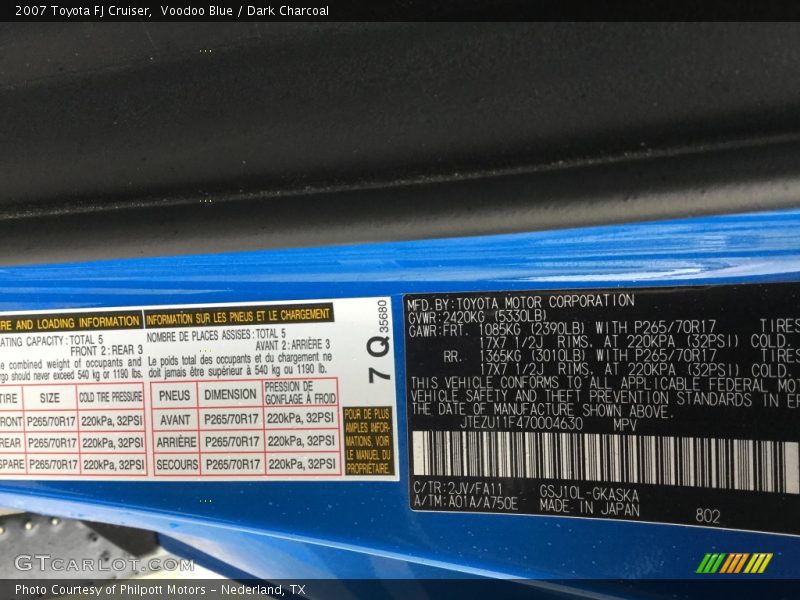 2007 Toyota FJ Cruiser, Voodoo Blue / Dark Charcoal
RE AND LOADING INFORMATION
INFORMATION SUR LES PNEUS ET LE CHARGEMENT
ATING CAPACITY: TOTAL 5
FRONT 2: REAR 3
e combined weight of occupants and
rgo should never exceed 540 kg or 1190 lbs.
NOMBRE DE PLACES ASSISES: TOTAL 5
AVANT 2: ARRIÈRE 3
Le poids total des occupants et du chargement ne
doit jamais être supérieur à 540 kg ou 1190 lb.
TIRE SIZE COLD TIRE PRESSURE
FRONT P265/70R17 220kPa, 32PSI
REAR P265/70R17 220kPa, 32PSI
SPARE P265/70R17 220kPa, 32PSI
PNEUS DIMENSION PRESSION DE GONFLAGE À FROID
AVANT P265/70R17 220kPa, 32PSI
ARRIÈRE P265/70R17 220kPa, 32PSI
SECOURS P265/70R17 220kPa, 32PSI
POUR DE PLUS
AMPLES INFOR-
MATIONS, VOIR
LE MANUEL DU
PROPRIÉTAIRE.
7 Q 35680
MFD.BY:TOYOTA MOTOR CORPORATION
GVWR:2420KG (5330LB)
GAWR:FRT. 1085KG (2390LB) WITH P265/70R17 TIRES
17X7 1/2J RIMS. AT 220KPA (32PSI) COLD.
RR. 1365KG (3010LB) WITH P265/70R17 TIRES
17X7 1/2J RIMS. AT 220KPA (32PSI) COLD.
THIS VEHICLE CONFORMS TO ALL APPLICABLE FEDERAL MOT
VEHICLE SAFETY AND THEFT PREVENTION STANDARDS IN EF
THE DATE OF MANUFACTURE SHOWN ABOVE.
JTEZU11F470004630 MPV
C/TR:2JV/FA11 GSJ10L-GKASKA
A/TM:A01A/A750E MADE IN JAPAN
802
GTcarlot.com
Photo Courtesy of Philpott Motors - Nederland, TX